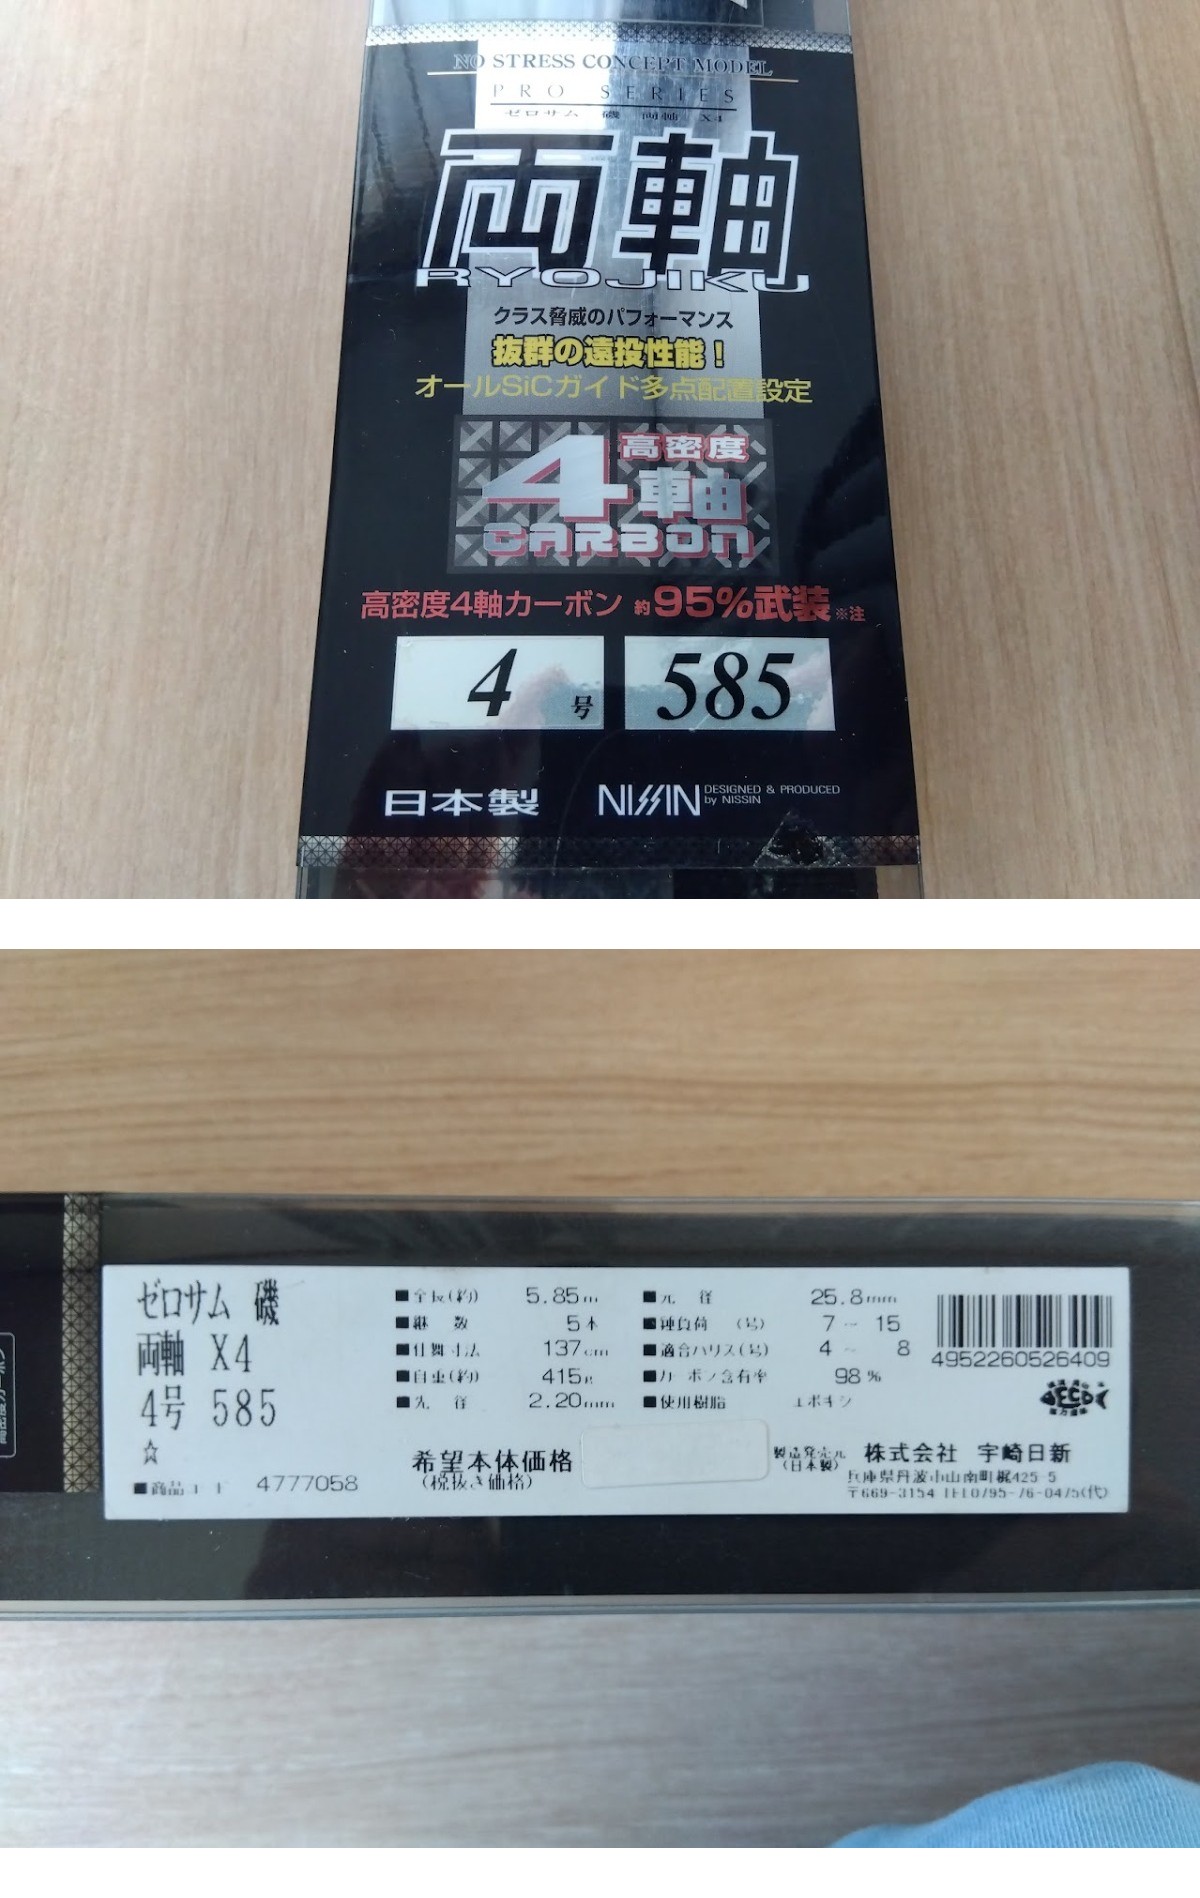 NO STRESS CONCEPT MODEL
PRO SERIES
ゼロサム 磯 両軸 X4
両軸
RYOJIKU
クラス脅威のパフォーマンス
抜群の遠投性能！
オールSiCガイド多点配置設定
4 高密度
軸
CARBON
高密度4軸カーボン 約95%武装※注
4号 585
日本製 NISSIN DESIGNED & PRODUCED
by NISSIN
ゼロサム 磯
両軸 X4
4号 585
☆
■商品コード 4777058
■全長(約) 5.85m
■継数 5本
■仕舞寸法 137cm
■自重(約) 415g
■先径 2.20mm
■元径 25.8mm
■錘負荷(号) 7~15
■適合ハリス(号) 4~8
■カーボン含有率 98%
■使用樹脂 エポキシ
希望本体価格
(税抜き価格)
4952260526409
製造発売元 株式会社 宇崎日新
(日本製)
兵庫県丹波市山南町梶425-5
〒669-3154 TEL0795-76-0475(代)